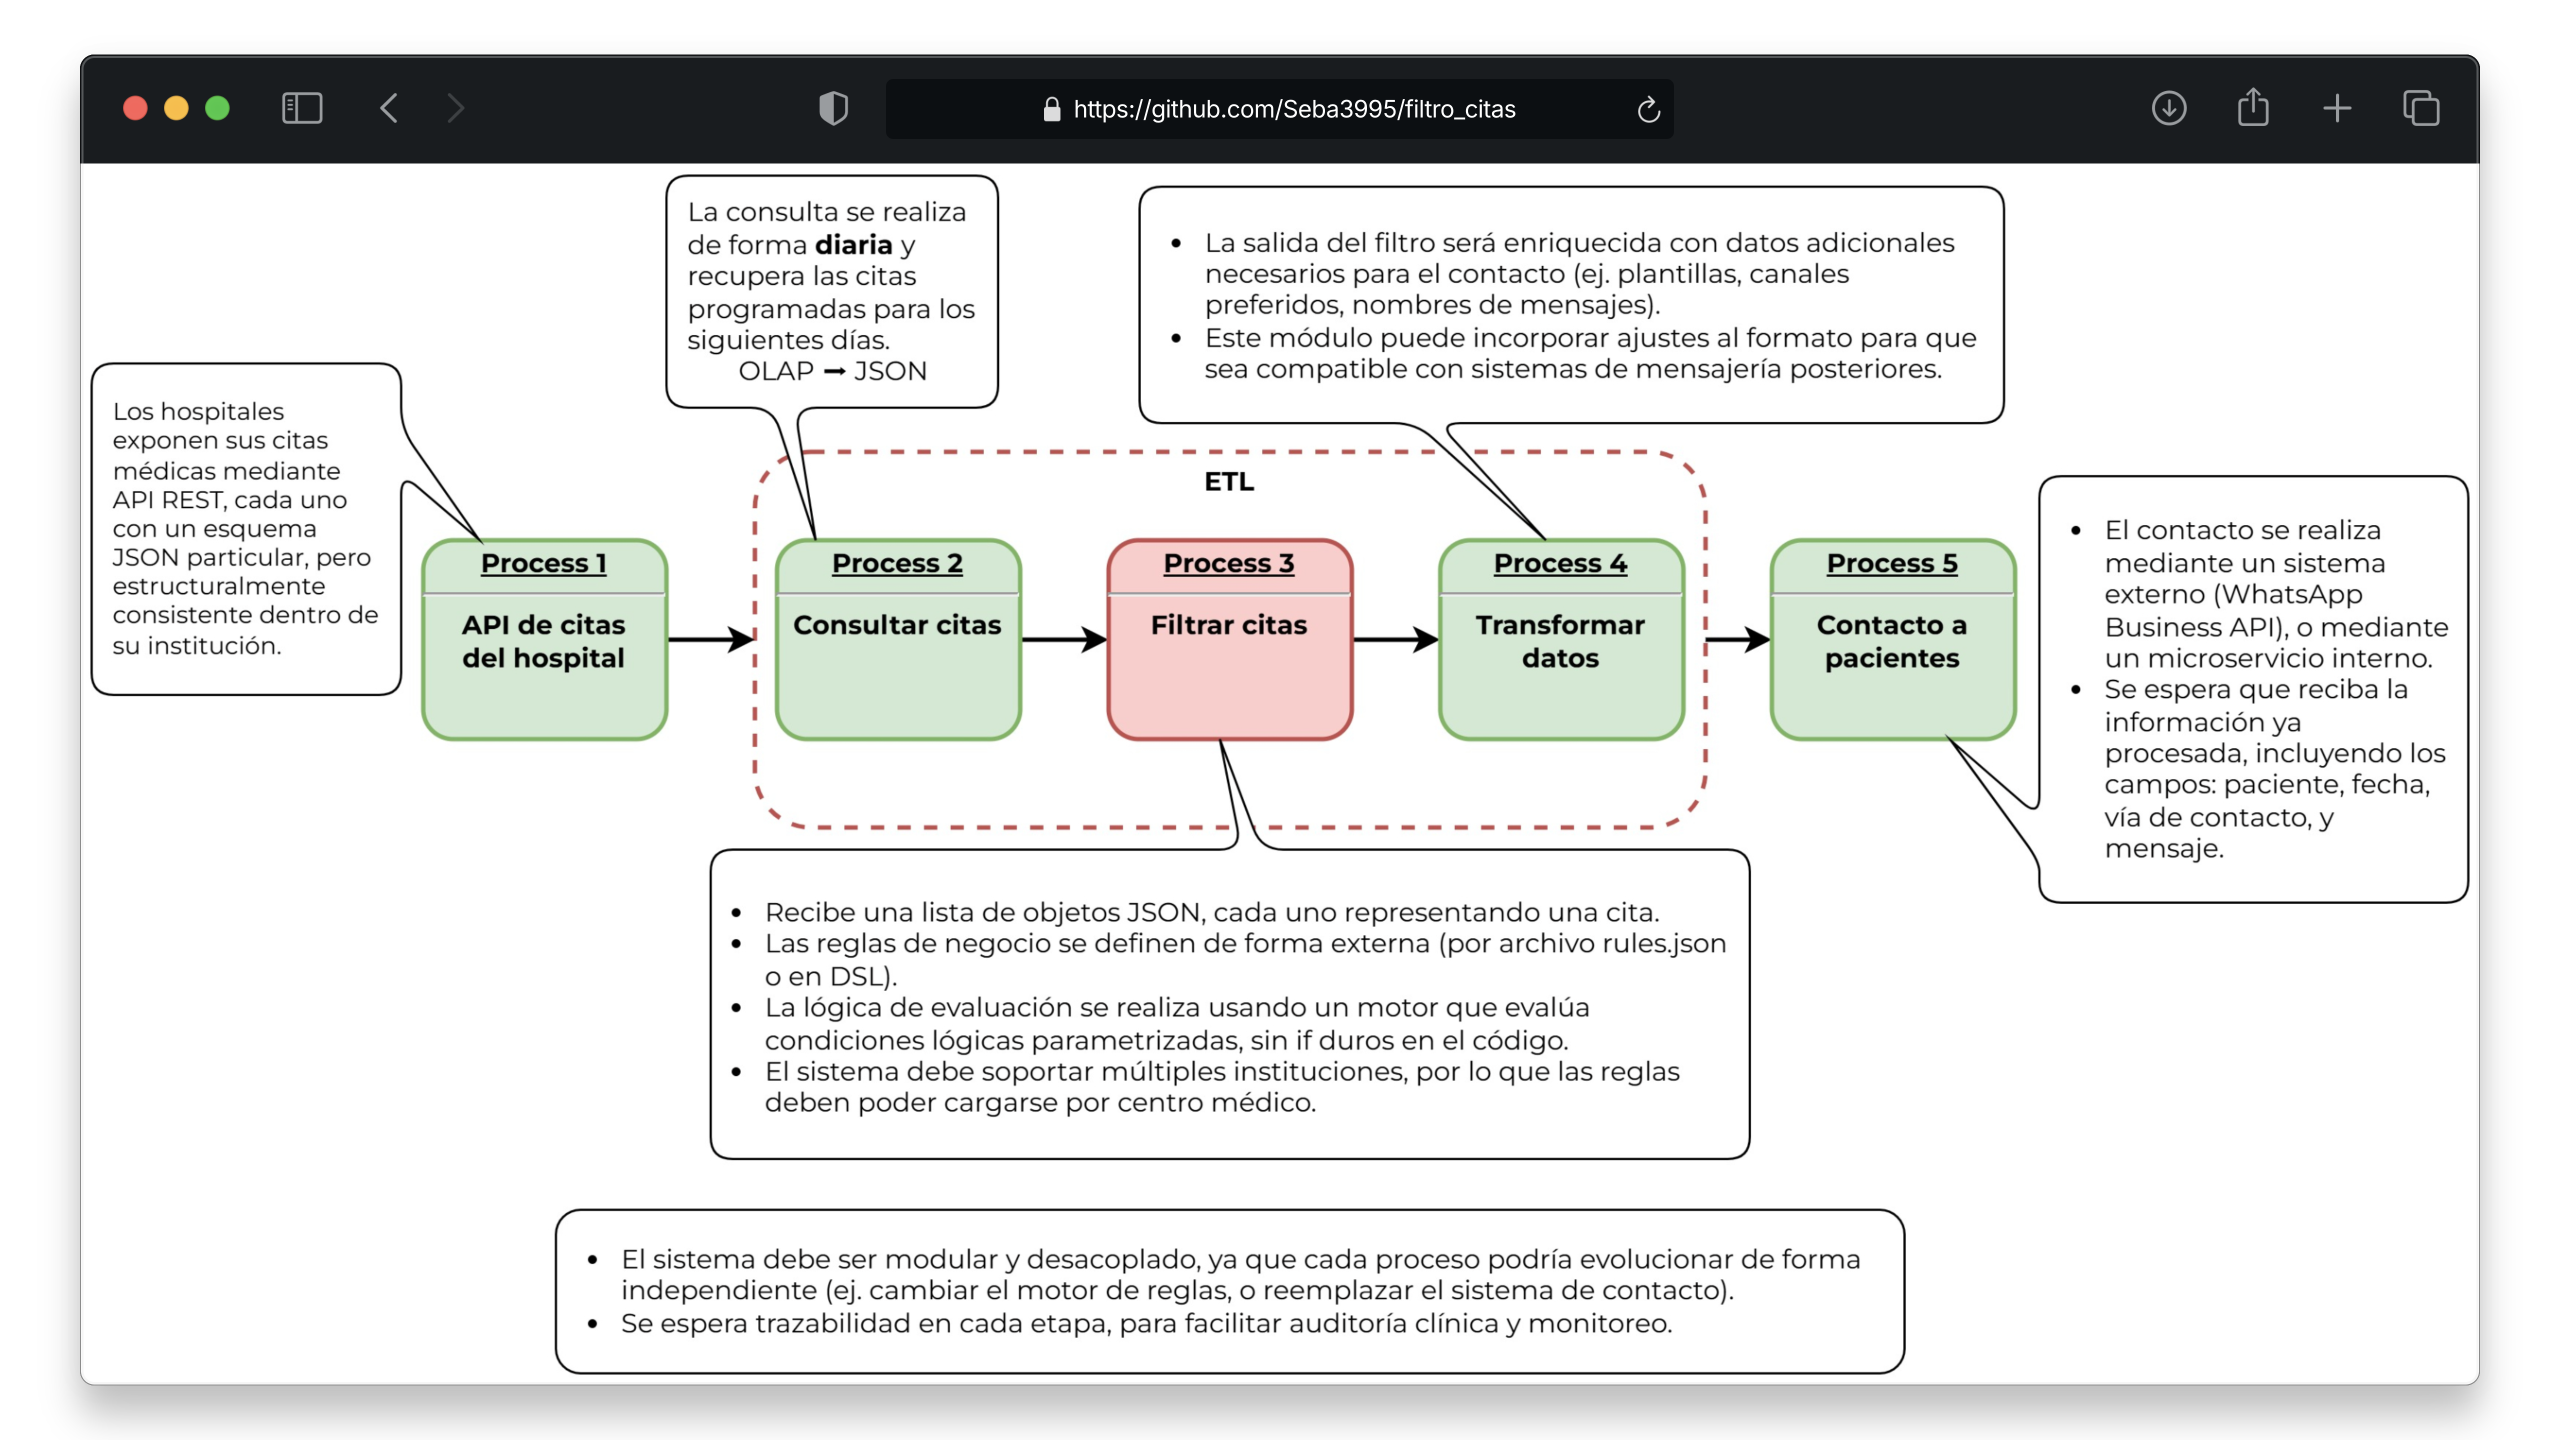 https://github.com/Seba3995/filtro_citas
La consulta se realiza
de forma diaria y
recupera las citas
programadas para los
siguientes días.
OLAP ➞ JSON
• La salida del filtro será enriquecida con datos adicionales
necesarios para el contacto (ej. plantillas, canales
preferidos, nombres de mensajes).
• Este módulo puede incorporar ajustes al formato para que
sea compatible con sistemas de mensajería posteriores.
Los hospitales
exponen sus citas
médicas mediante
API REST, cada uno
con un esquema
JSON particular, pero
estructuralmente
consistente dentro de
su institución.
ETL
Process 1
API de citas
del hospital
Process 2
Consultar citas
Process 3
Filtrar citas
Process 4
Transformar
datos
Process 5
Contacto a
pacientes
• El contacto se realiza
mediante un sistema
externo (WhatsApp
Business API), o mediante
un microservicio interno.
• Se espera que reciba la
información ya
procesada, incluyendo los
campos: paciente, fecha,
vía de contacto, y
mensaje.
• Recibe una lista de objetos JSON, cada uno representando una cita.
• Las reglas de negocio se definen de forma externa (por archivo rules.json
o en DSL).
• La lógica de evaluación se realiza usando un motor que evalúa
condiciones lógicas parametrizadas, sin if duros en el código.
• El sistema debe soportar múltiples instituciones, por lo que las reglas
deben poder cargarse por centro médico.
• El sistema debe ser modular y desacoplado, ya que cada proceso podría evolucionar de forma
independiente (ej. cambiar el motor de reglas, o reemplazar el sistema de contacto).
• Se espera trazabilidad en cada etapa, para facilitar auditoría clínica y monitoreo.